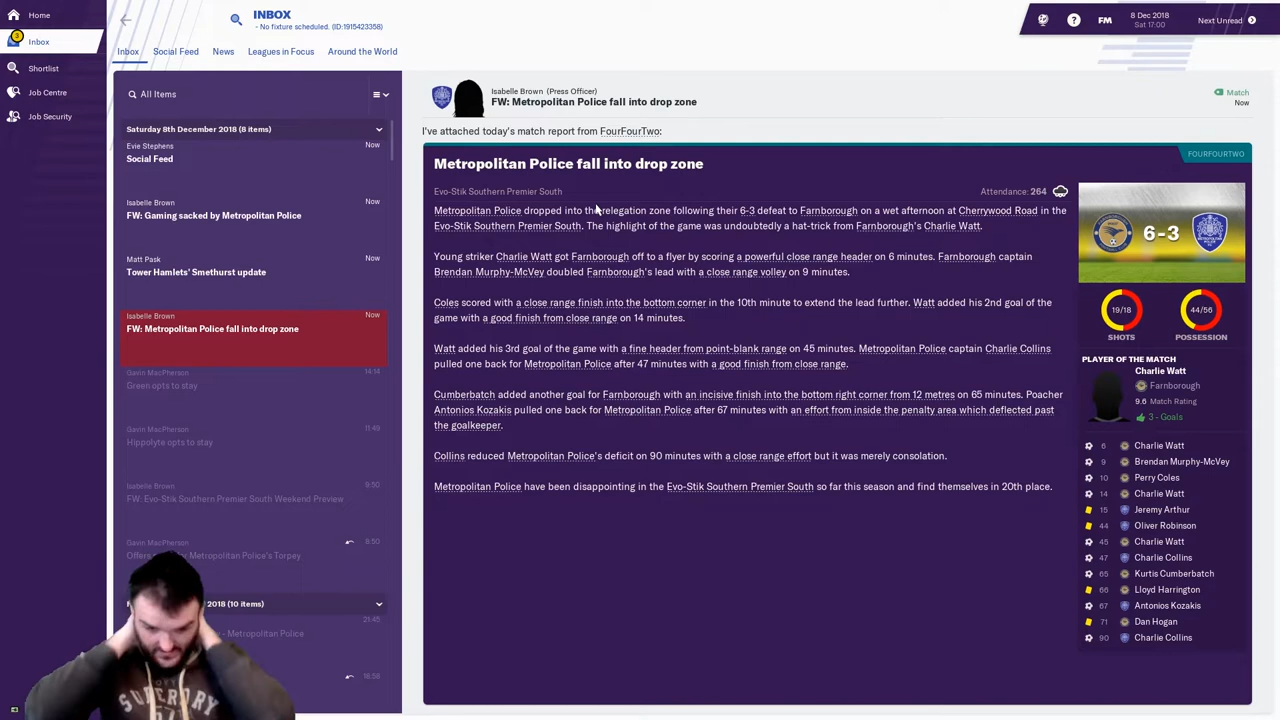 Home
INBOX
- No fixture scheduled. (ID:1915423358)
FM
8 Dec 2018
Sat 17:00
Next Unread
3
Inbox
Shortlist
Job Centre
Job Security
Inbox
Social Feed
News
Leagues in Focus
Around the World
All Items
Saturday 8th December 2018 (8 items)
Evie Stephens
Now
Social Feed
Isabelle Brown
Now
FW: Gaming sacked by Metropolitan Police
Matt Pask
Now
Tower Hamlets' Smethurst update
Isabelle Brown
Now
FW: Metropolitan Police fall into drop zone
Gavin MacPherson
14:14
Green opts to stay
Gavin MacPherson
11:49
Hippolyte opts to stay
Isabelle Brown
9:50
FW: Evo-Stik Southern Premier South Weekend Preview
Gavin MacPherson
8:50
Metropolitan Police's Torpey
2018 (10 items)
21:45
- Metropolitan Police
16:58
Isabelle Brown (Press Officer)
FW: Metropolitan Police fall into drop zone
Match
Now
I've attached today's match report from FourFourTwo:
Metropolitan Police fall into drop zone
FOURFOURTWO
Evo-Stik Southern Premier South
Attendance: 264
Metropolitan Police dropped into the relegation zone following their 6-3 defeat to Farnborough on a wet afternoon at Cherrywood Road in the
Evo-Stik Southern Premier South. The highlight of the game was undoubtedly a hat-trick from Farnborough's Charlie Watt.
Young striker Charlie Watt got Farnborough off to a flyer by scoring a powerful close range header on 6 minutes. Farnborough captain
Brendan Murphy-McVey doubled Farnborough's lead with a close range volley on 9 minutes.
Coles scored with a close range finish into the bottom corner in the 10th minute to extend the lead further. Watt added his 2nd goal of the
game with a good finish from close range on 14 minutes.
Watt added his 3rd goal of the game with a fine header from point-blank range on 45 minutes. Metropolitan Police captain Charlie Collins
pulled one back for Metropolitan Police after 47 minutes with a good finish from close range.
Cumberbatch added another goal for Farnborough with an incisive finish into the bottom right corner from 12 metres on 65 minutes. Poacher
Antonios Kozakis pulled one back for Metropolitan Police after 67 minutes with an effort from inside the penalty area which deflected past
the goalkeeper.
Collins reduced Metropolitan Police's deficit on 90 minutes with a close range effort but it was merely consolation.
Metropolitan Police have been disappointing in the Evo-Stik Southern Premier South so far this season and find themselves in 20th place.
6-3
19/18
SHOTS
44/56
POSSESSION
PLAYER OF THE MATCH
Charlie Watt
Farnborough
9.6 Match Rating
3 - Goals
6 Charlie Watt
9 Brendan Murphy-McVey
10 Perry Coles
14 Charlie Watt
15 Jeremy Arthur
44 Oliver Robinson
45 Charlie Watt
47 Charlie Collins
65 Kurtis Cumberbatch
66 Lloyd Harrington
67 Antonios Kozakis
71 Dan Hogan
90 Charlie Collins
SUPERDRY